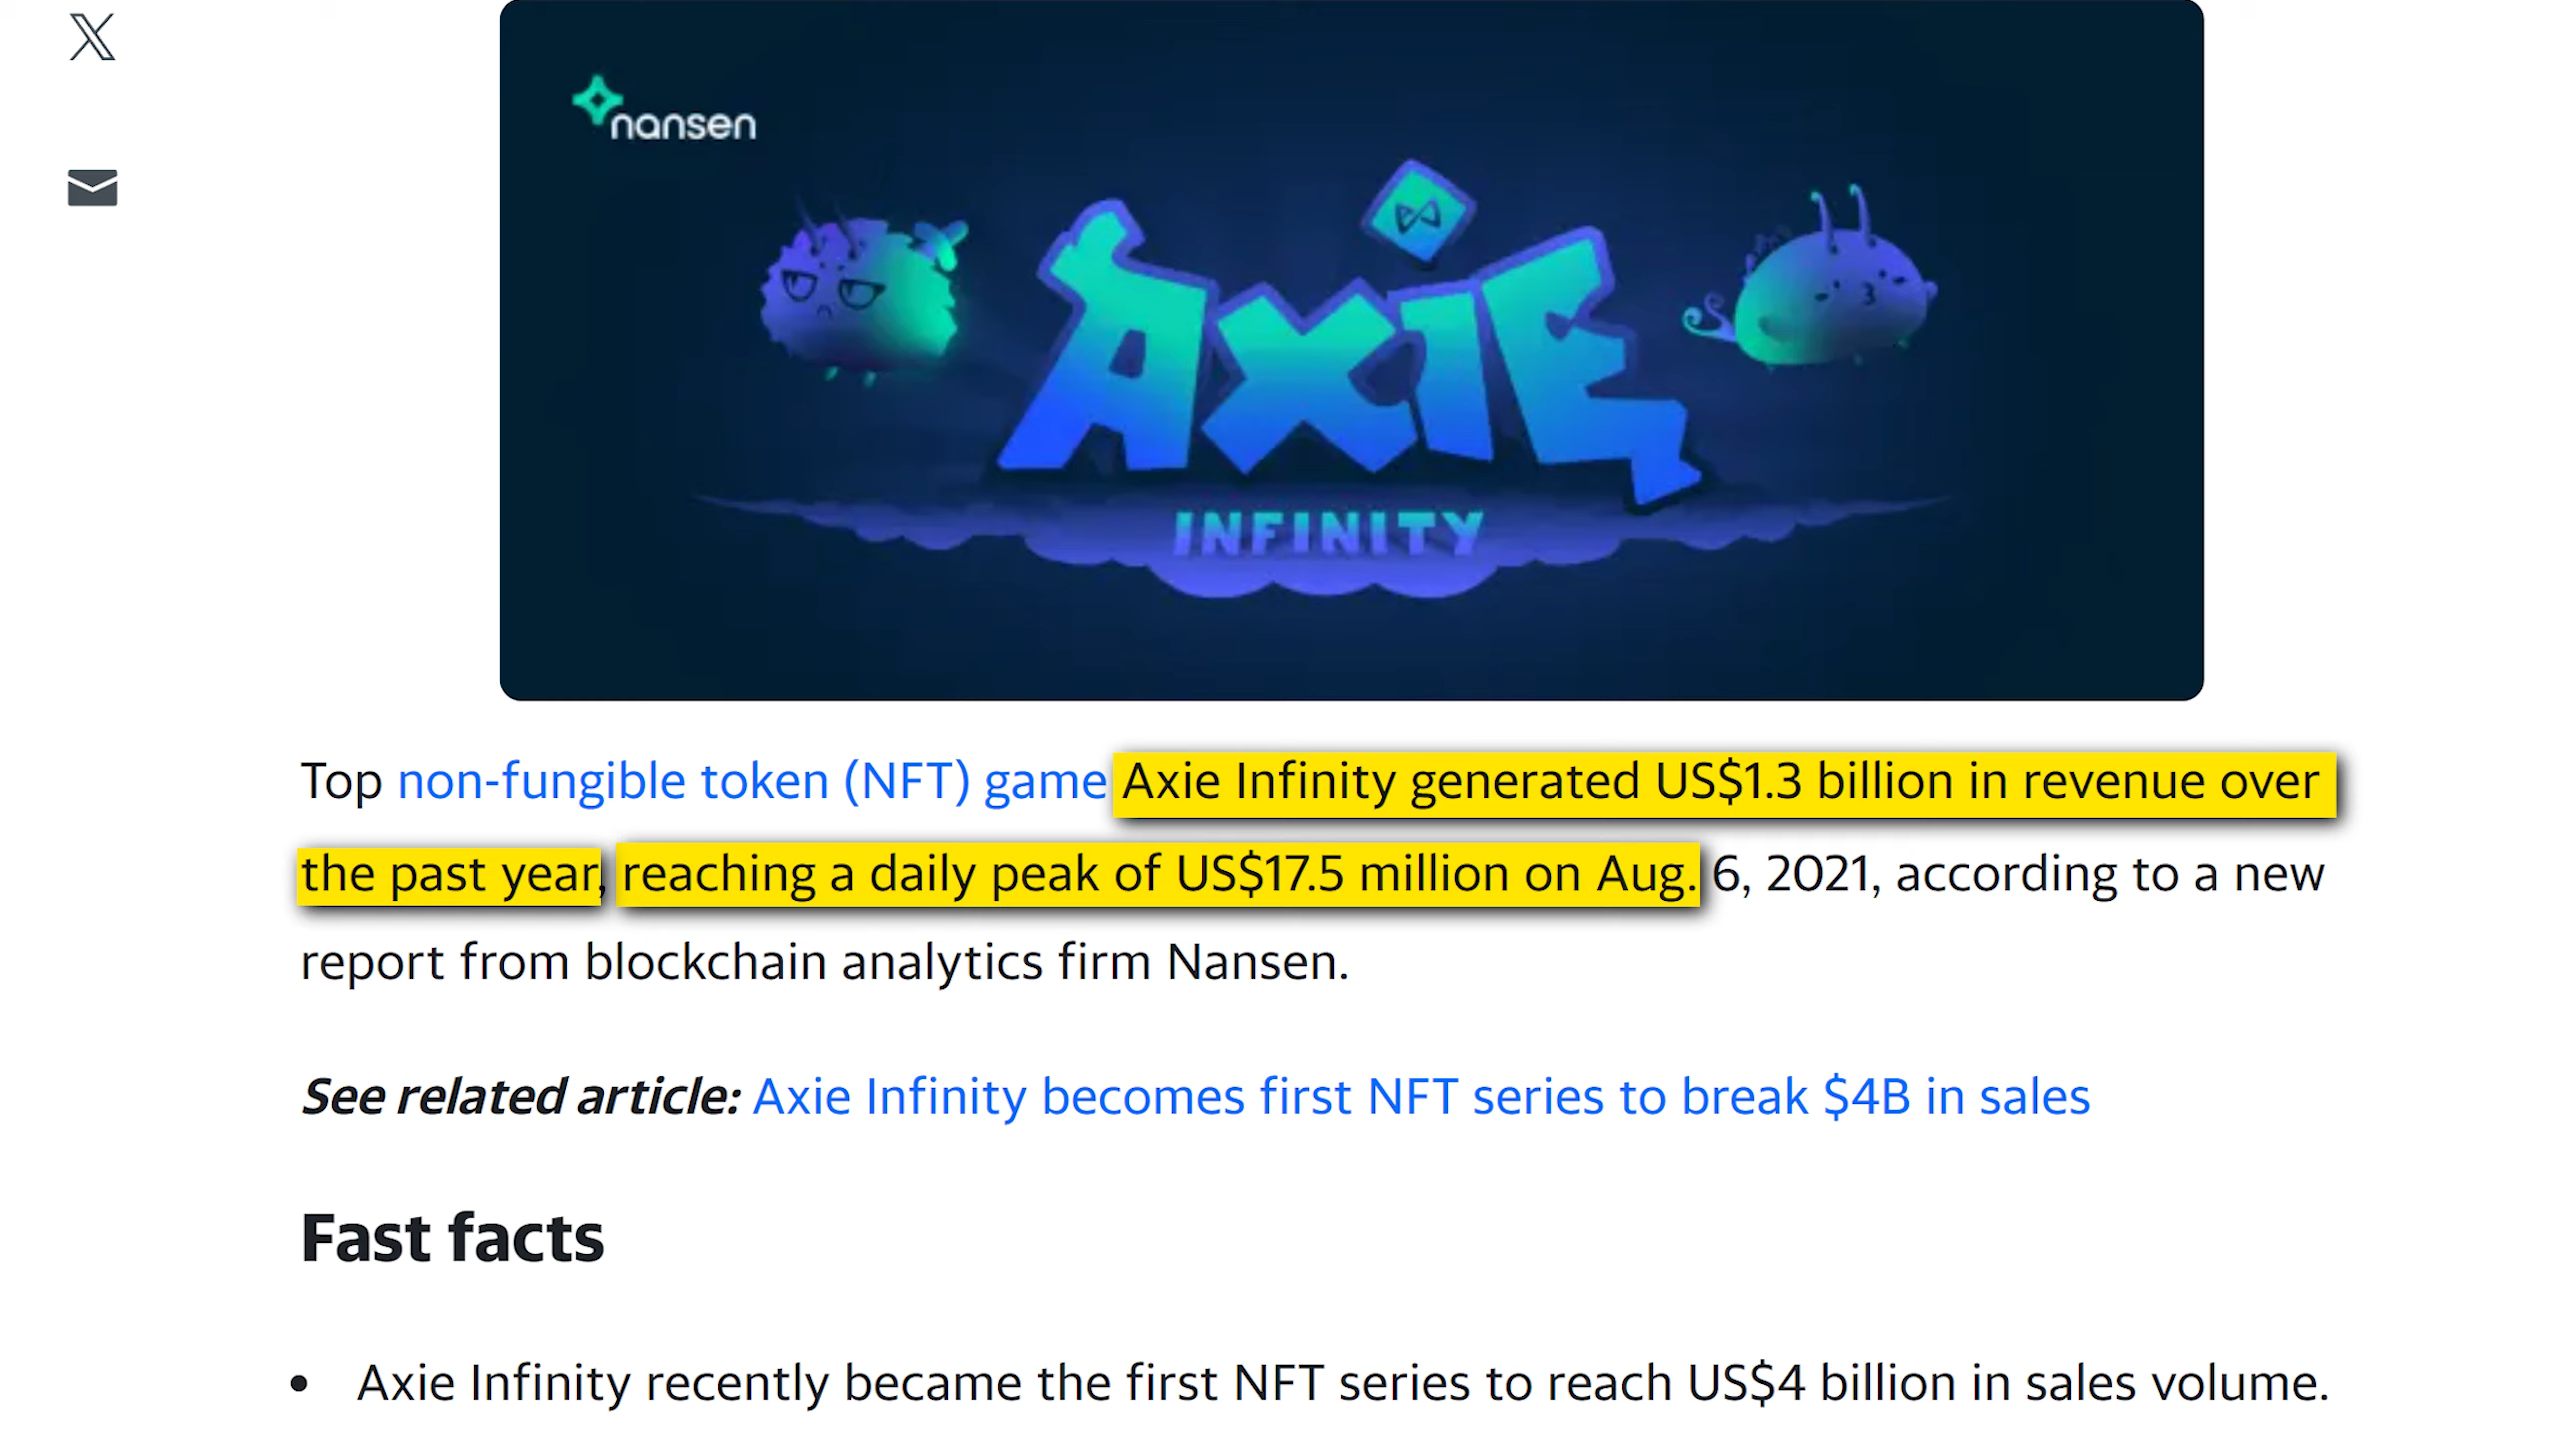 nansen
AXIE
INFINITY
Top non-fungible token (NFT) game Axie Infinity generated US$1.3 billion in revenue over
the past year, reaching a daily peak of US$17.5 million on Aug. 6, 2021, according to a new
report from blockchain analytics firm Nansen.
See related article: Axie Infinity becomes first NFT series to break $4B in sales
Fast facts
• Axie Infinity recently became the first NFT series to reach US$4 billion in sales volume.